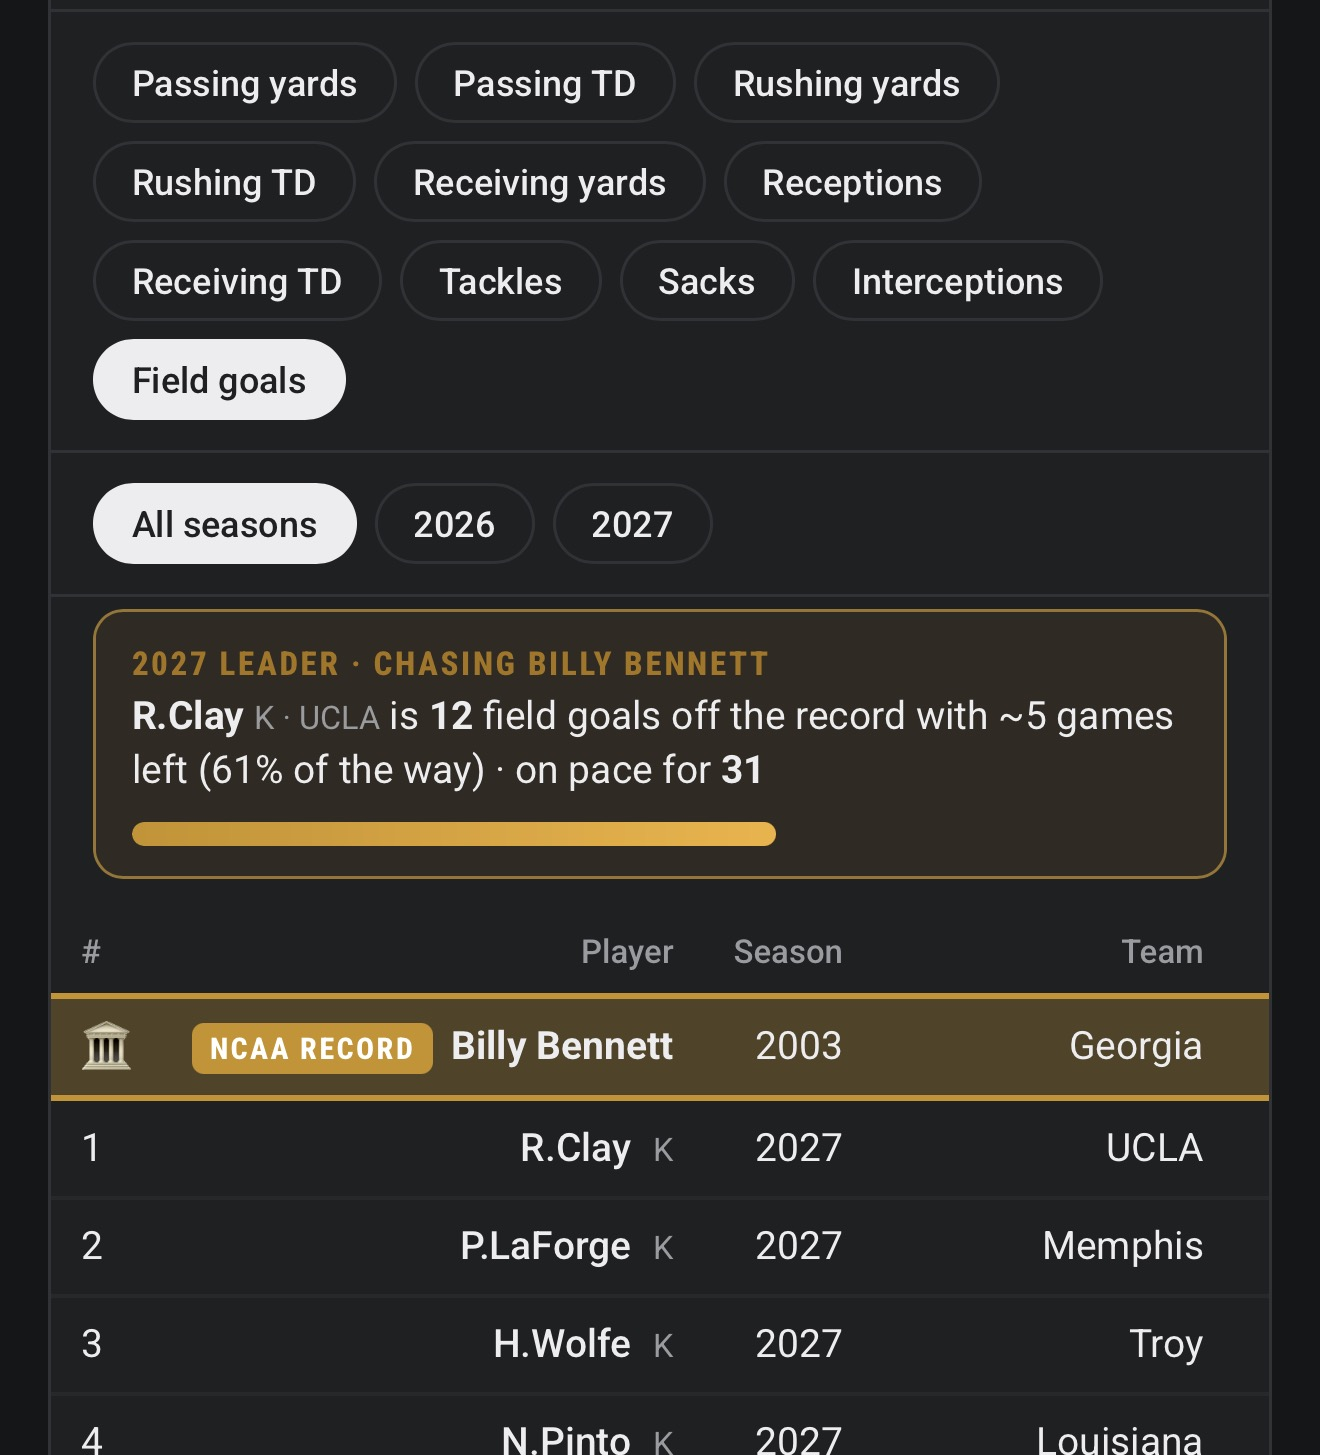 Passing yards Passing TD Rushing yards
Rushing TD Receiving yards Receptions
Receiving TD Tackles Sacks Interceptions
Field goals
All seasons 2026 2027
2027 LEADER · CHASING BILLY BENNETT
R.Clay K · UCLA is 12 field goals off the record with ~5 games
left (61% of the way) · on pace for 31
# Player Season Team
NCAA RECORD Billy Bennett 2003 Georgia
1 R.Clay K 2027 UCLA
2 P.LaForge K 2027 Memphis
3 H.Wolfe K 2027 Troy
4 N.Pinto K 2027 Louisiana